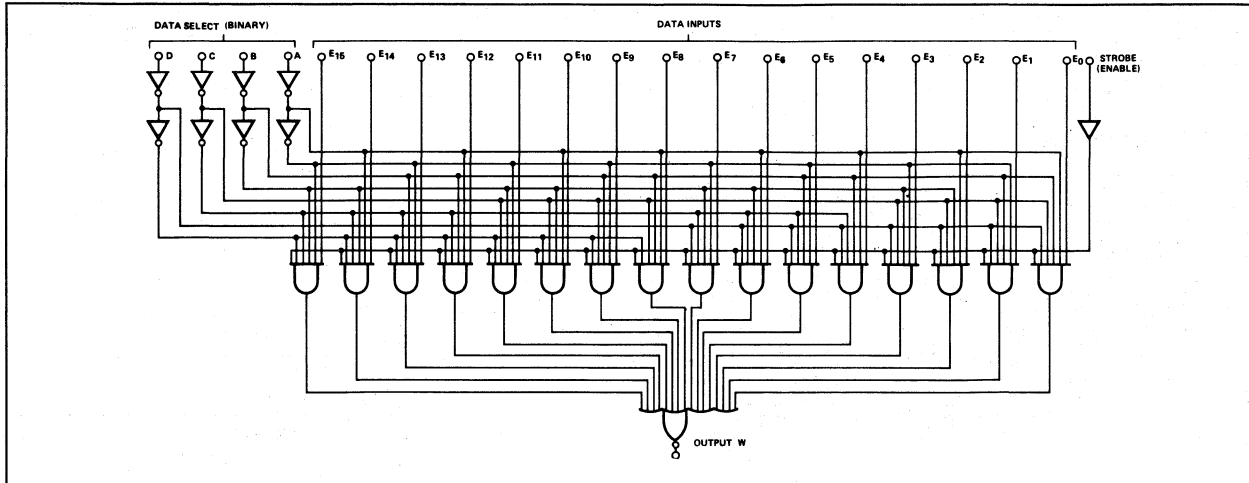 DATA SELECT (BINARY)
DATA INPUTS
D
C
B
A
E15
E14
E13
E12
E11
E10
E9
E8
E7
E6
E5
E4
E3
E2
E1
E0
STROBE
(ENABLE)
OUTPUT W